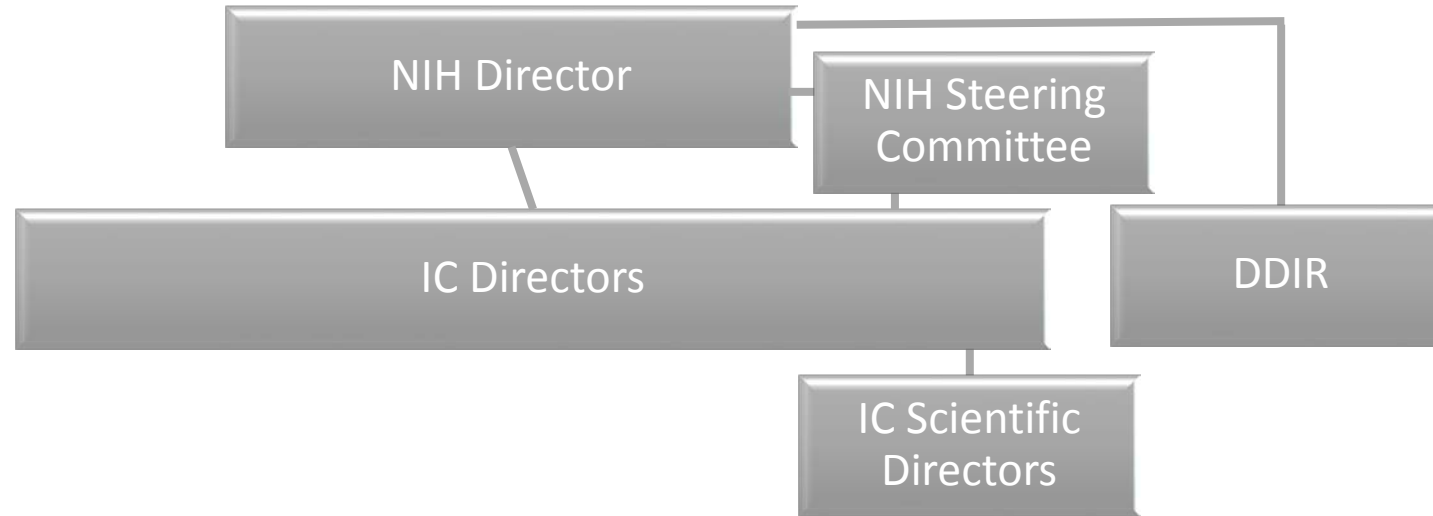 NIH Director
NIH Steering
Committee
IC Directors
DDIR
IC Scientific
Directors